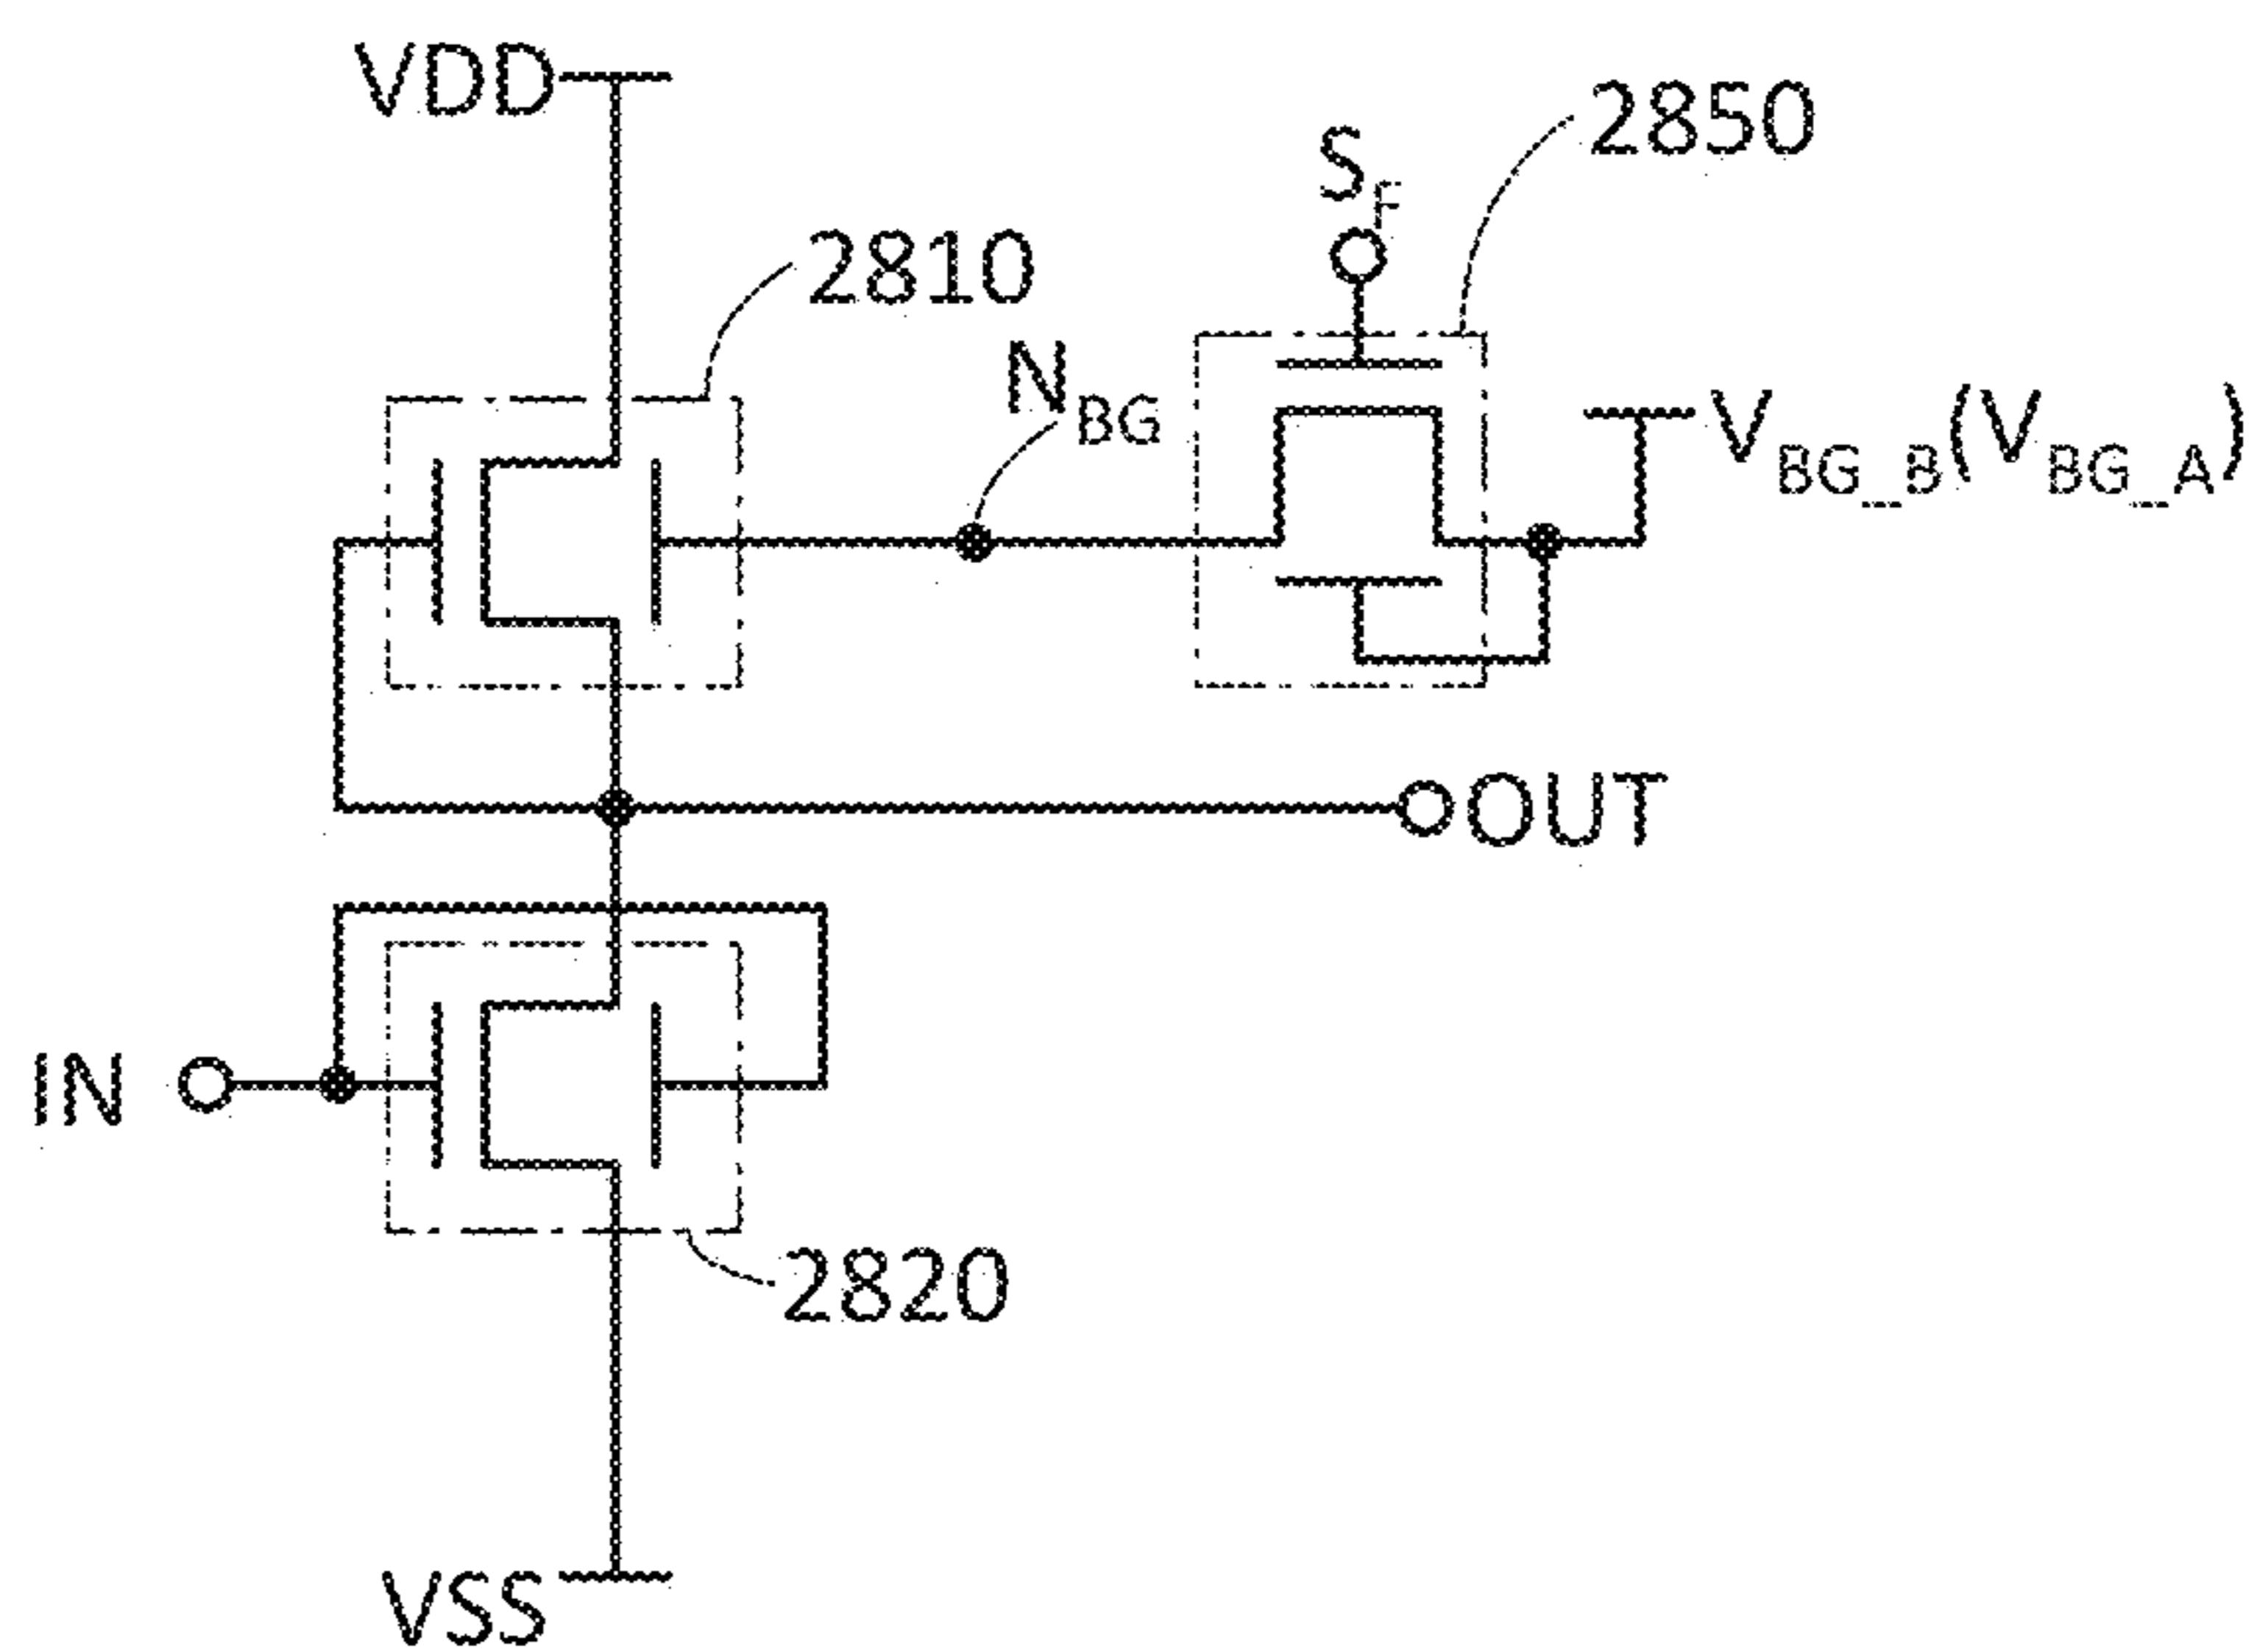 VDD
2850
S_F
2810
N_BG
V_BG_B(V_BG_A)
OUT
IN
2820
VSS